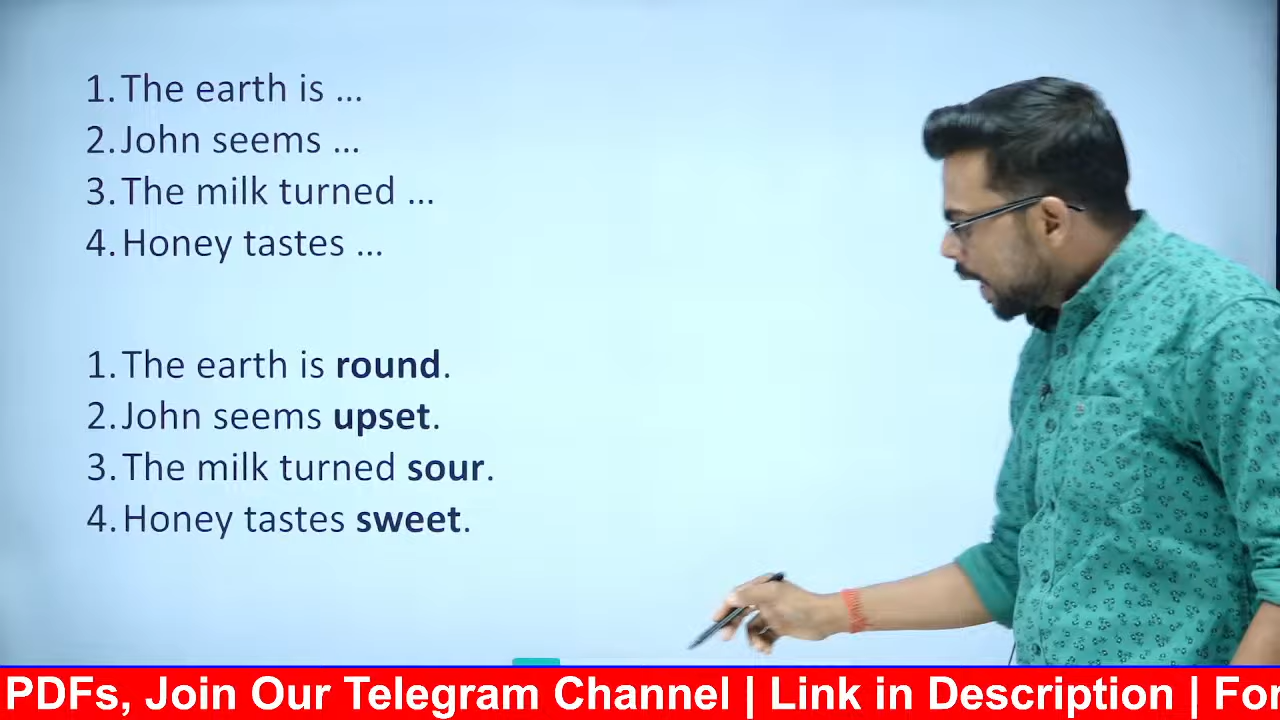 1. The earth is ...
2. John seems ...
3. The milk turned ...
4. Honey tastes ...
1. The earth is round.
2. John seems upset.
3. The milk turned sour.
4. Honey tastes sweet.
PDFs, Join Our Telegram Channel | Link in Description | For